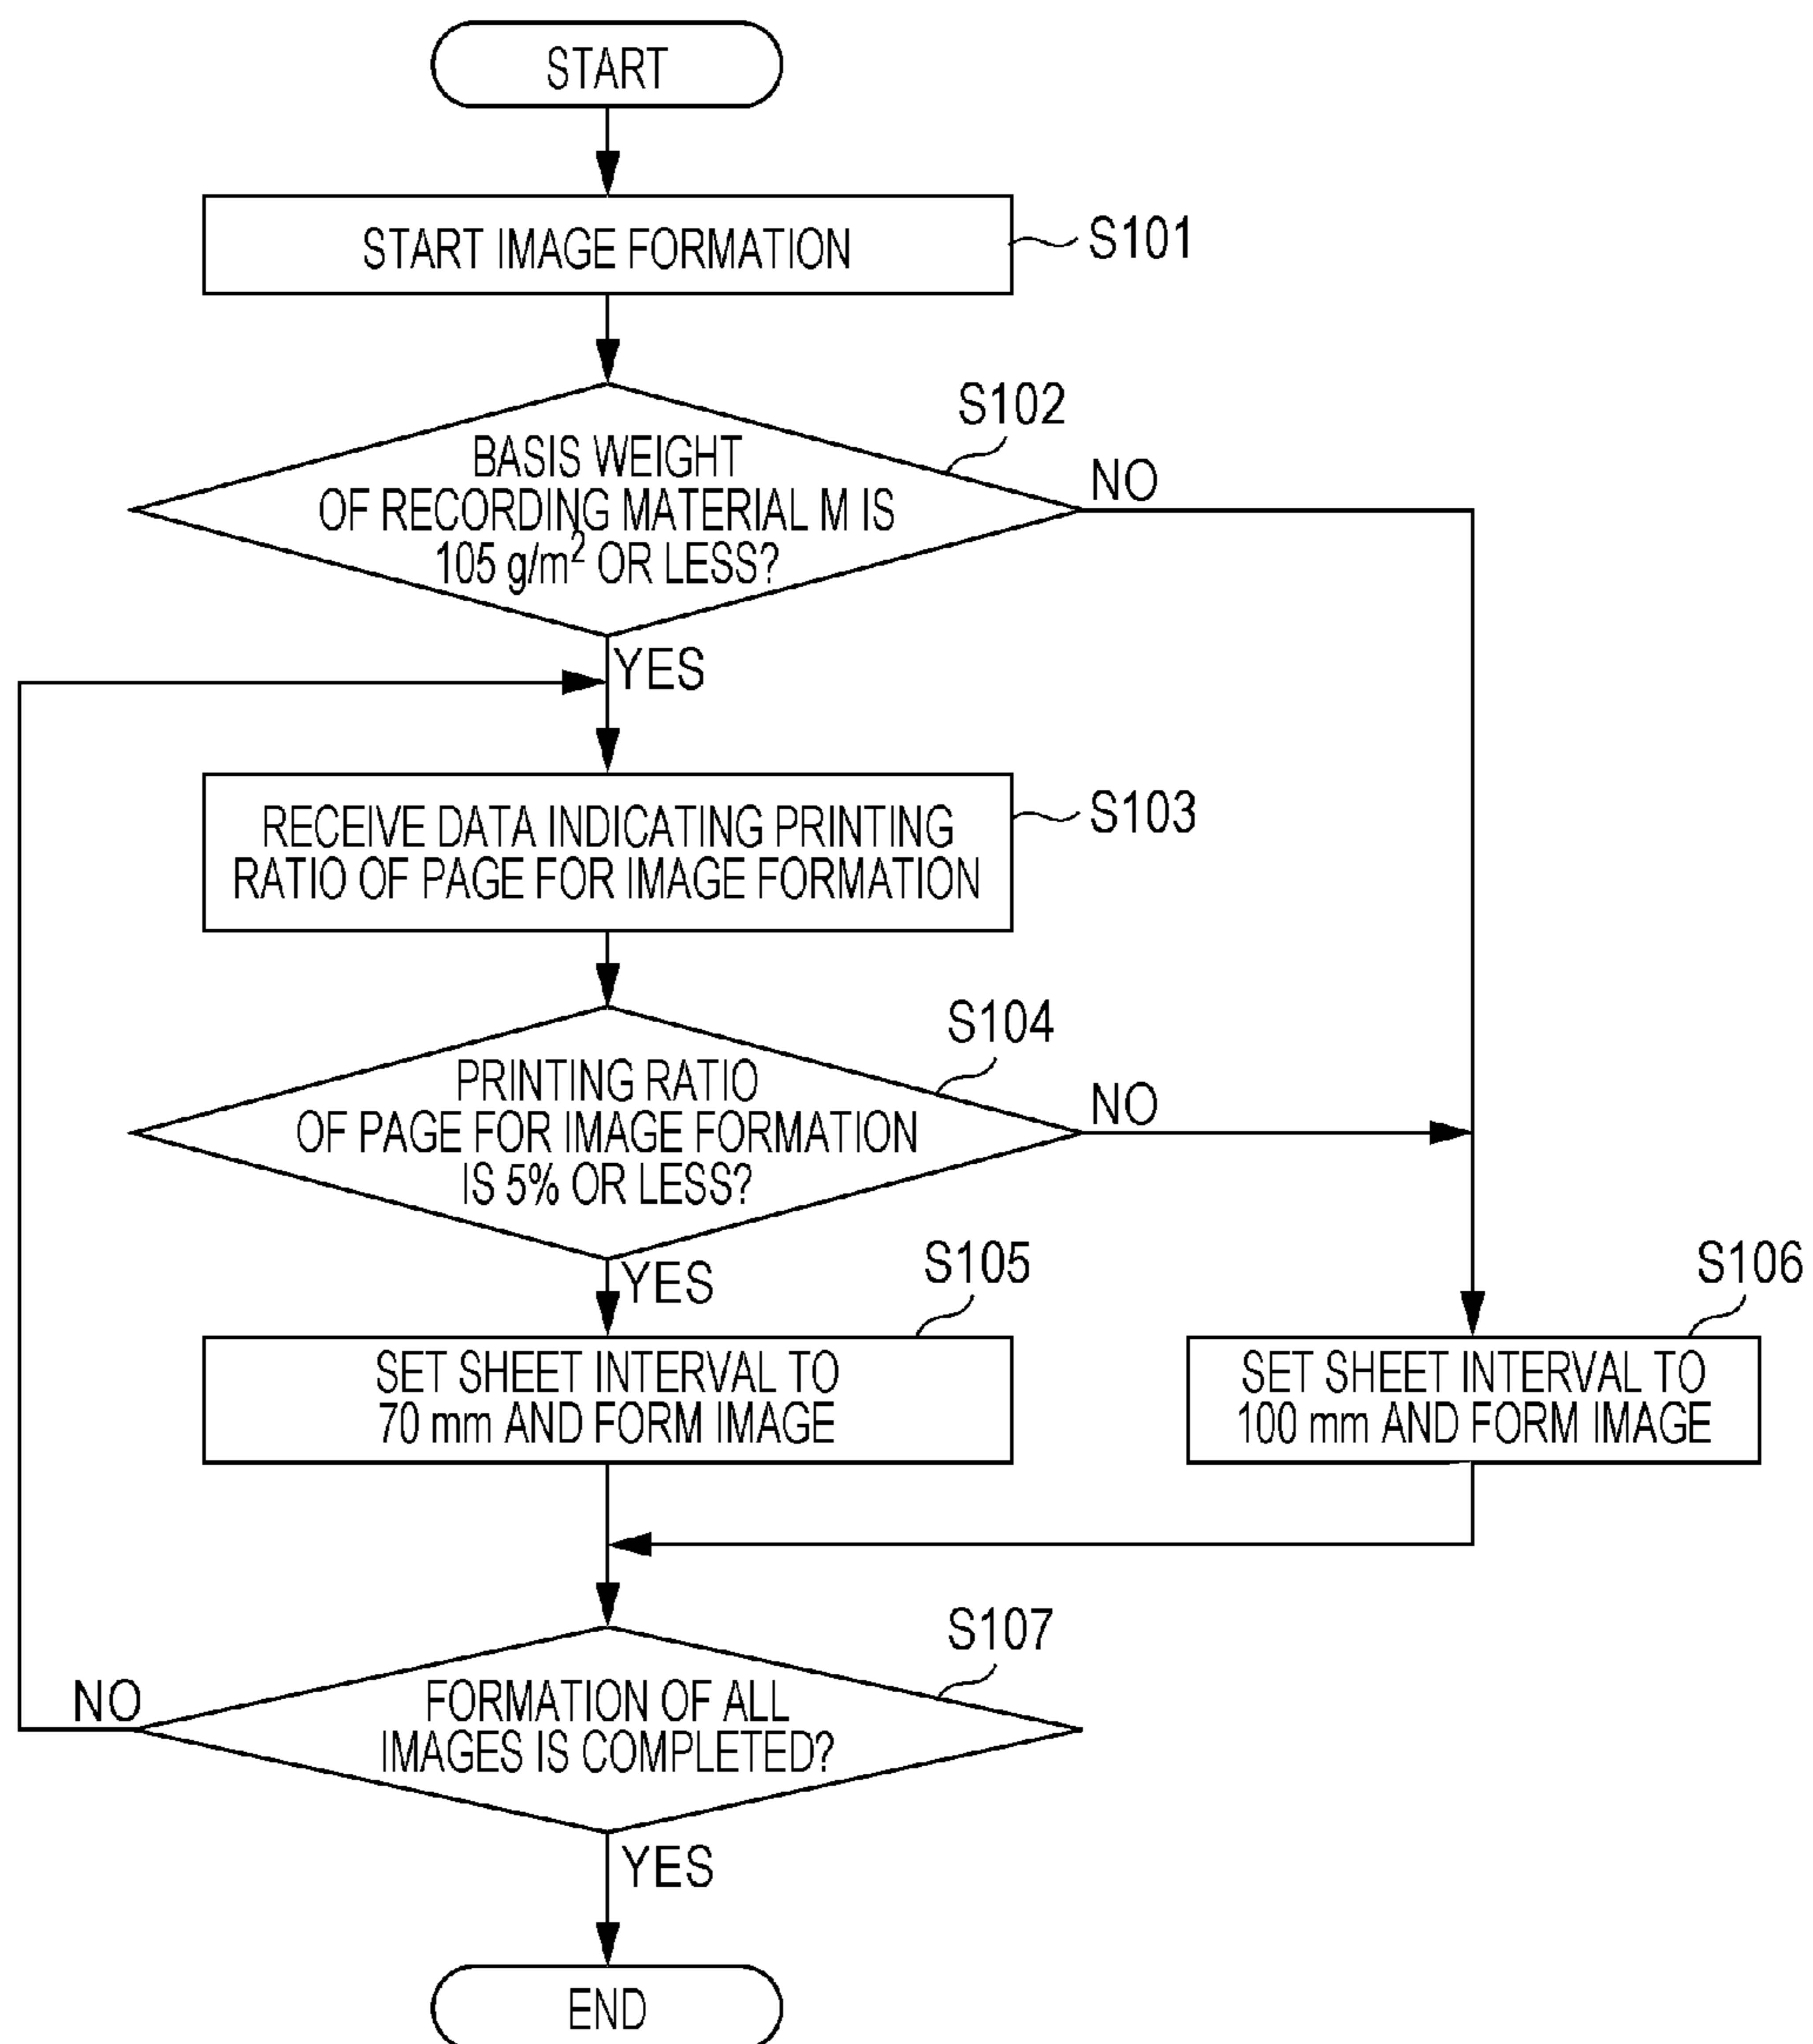 START
START IMAGE FORMATION
S101
S102
BASIS WEIGHT
OF RECORDING MATERIAL M IS
105 g/m² OR LESS?
NO
YES
RECEIVE DATA INDICATING PRINTING
RATIO OF PAGE FOR IMAGE FORMATION
S103
S104
PRINTING RATIO
OF PAGE FOR IMAGE FORMATION
IS 5% OR LESS?
NO
YES
S105
SET SHEET INTERVAL TO
70 mm AND FORM IMAGE
S106
SET SHEET INTERVAL TO
100 mm AND FORM IMAGE
S107
FORMATION OF ALL
IMAGES IS COMPLETED?
NO
YES
END